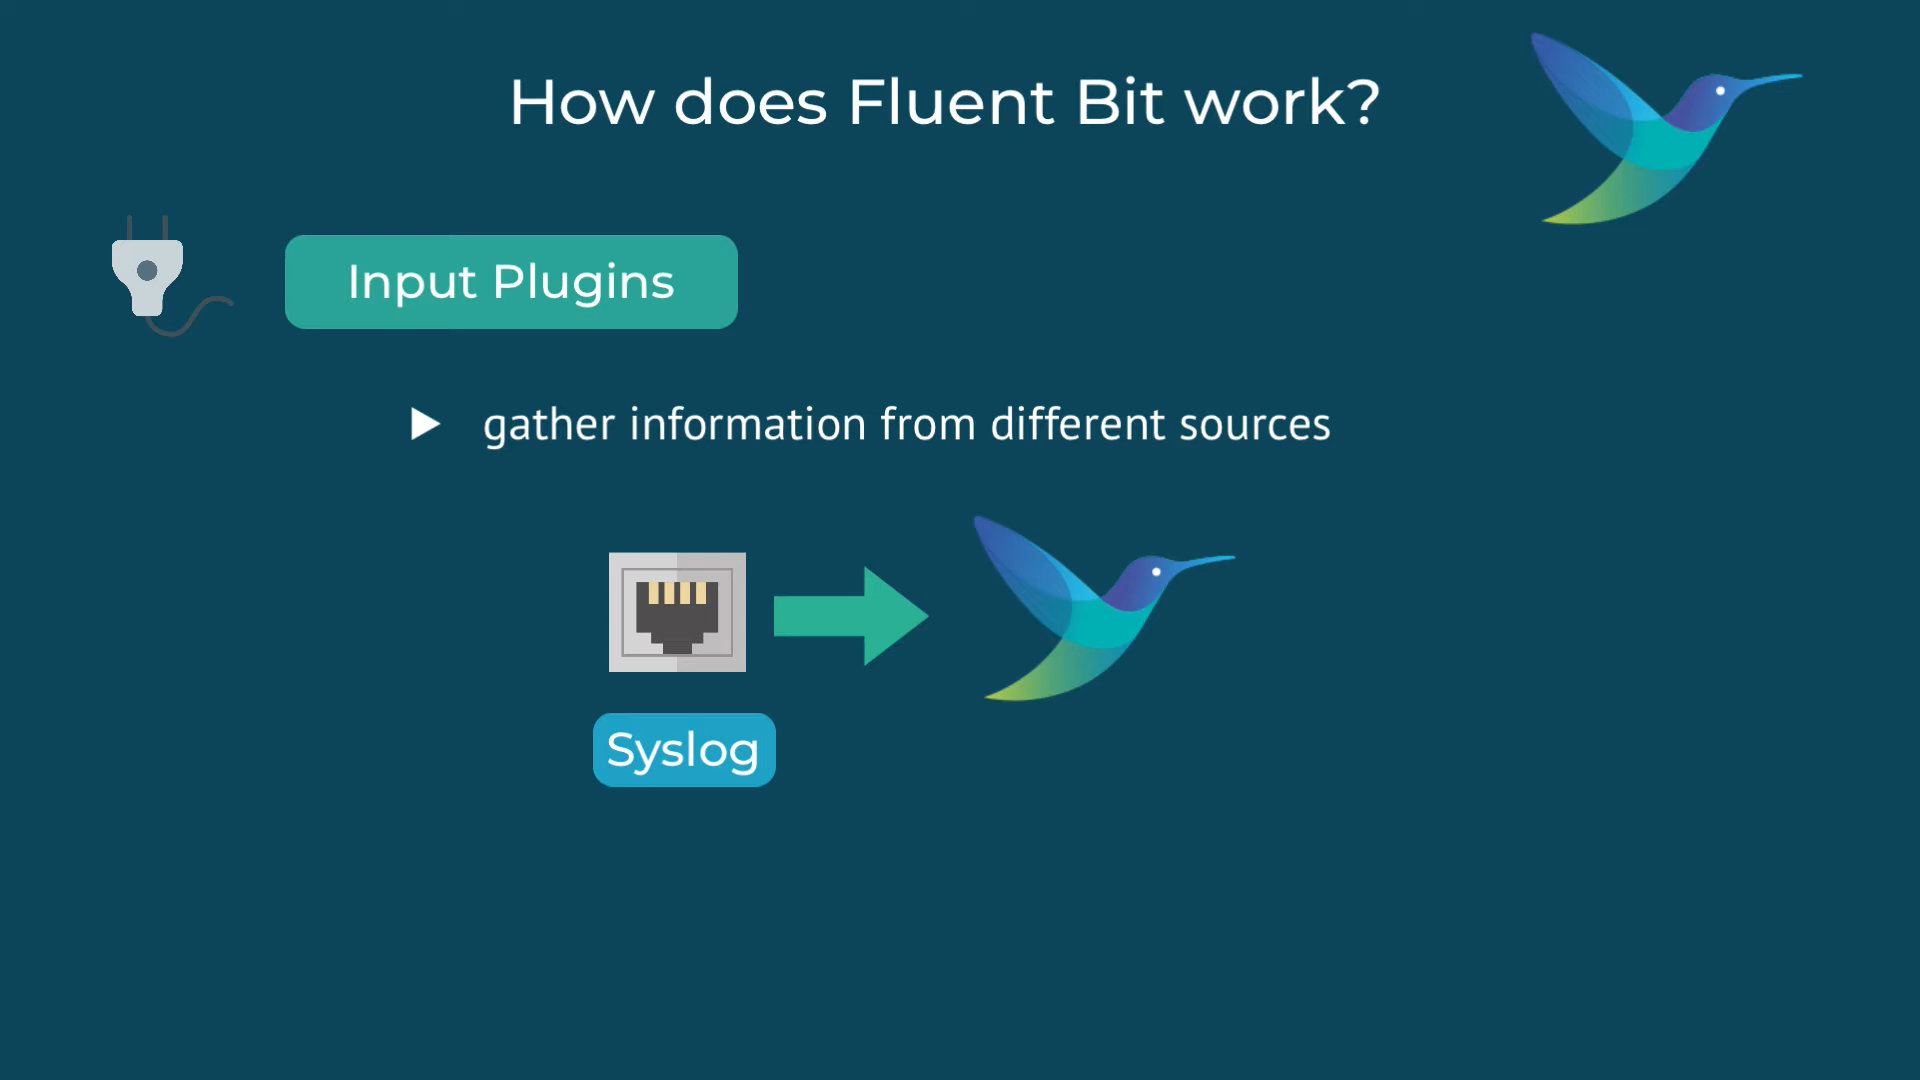 How does Fluent Bit work?
Input Plugins
gather information from different sources
Syslog